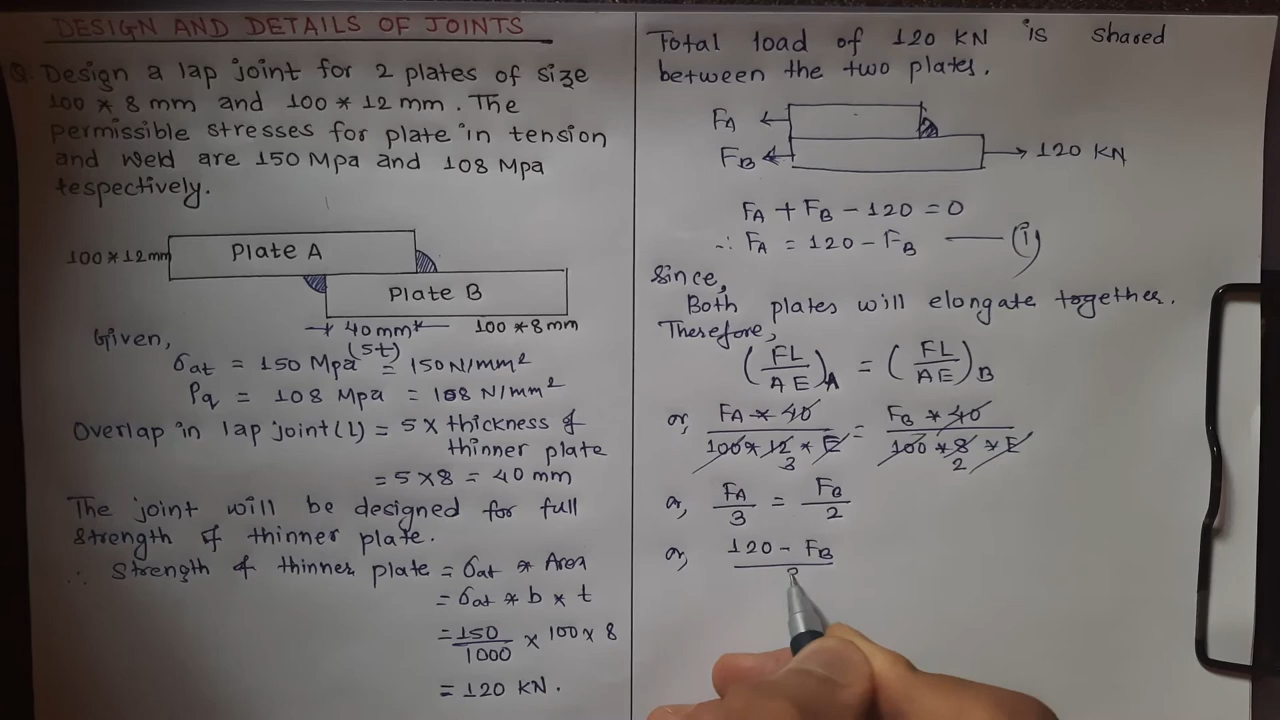 DESIGN AND DETAILS OF JOINTS
Q. Design a lap joint for 2 plates of size
100 * 8 mm and 100 * 12 mm. The
permissible stresses for plate in tension
and weld are 150 Mpa and 108 Mpa
respectively.
100 * 12 mm
Plate A
Plate B
40mm
100 * 8mm
(5t)
Given,
σat = 150 Mpa = 150 N/mm²
Pq = 108 Mpa = 108 N/mm²
Overlap in lap joint (L) = 5 × thickness of
thinner plate
= 5 × 8 = 40 mm
The joint will be designed for full
strength of thinner plate.
∴ Strength of thinner plate = σat * Area
= σat * b * t
= 150/1000 × 100 × 8
= 120 KN.
Total load of 120 KN is shared
between the two plates.
FA
FB
120 KN
FA + FB - 120 = 0
∴ FA = 120 - FB — (i)
Since,
Both plates will elongate together.
Therefore,
(FL/AE)A = (FL/AE)B
or, FA * 40 / 100 * 12 * E = FB * 40 / 100 * 8 * E
3 2
or, FA/3 = FB/2
or, 120 - FB